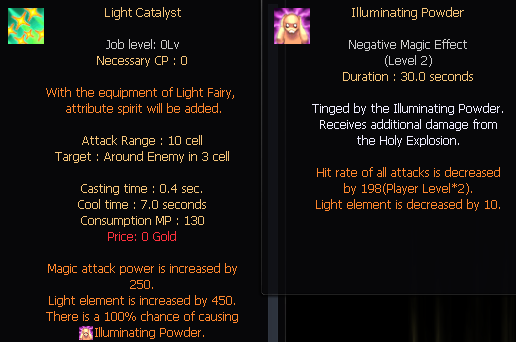 Light Catalyst
Job level: 0Lv
Necessary CP : 0
With the equipment of Light Fairy,
attribute spirit will be added.
Attack Range : 10 cell
Target : Around Enemy in 3 cell
Casting time : 0.4 sec.
Cool time : 7.0 seconds
Consumption MP : 130
Price: 0 Gold
Magic attack power is increased by
250.
Light element is increased by 450.
There is a 100% chance of causing
Illuminating Powder.
Illuminating Powder
Negative Magic Effect
(Level 2)
Duration : 30.0 seconds
Tinged by the Illuminating Powder.
Receives additional damage from
the Holy Explosion.
Hit rate of all attacks is decreased
by 198(Player Level*2).
Light element is decreased by 10.